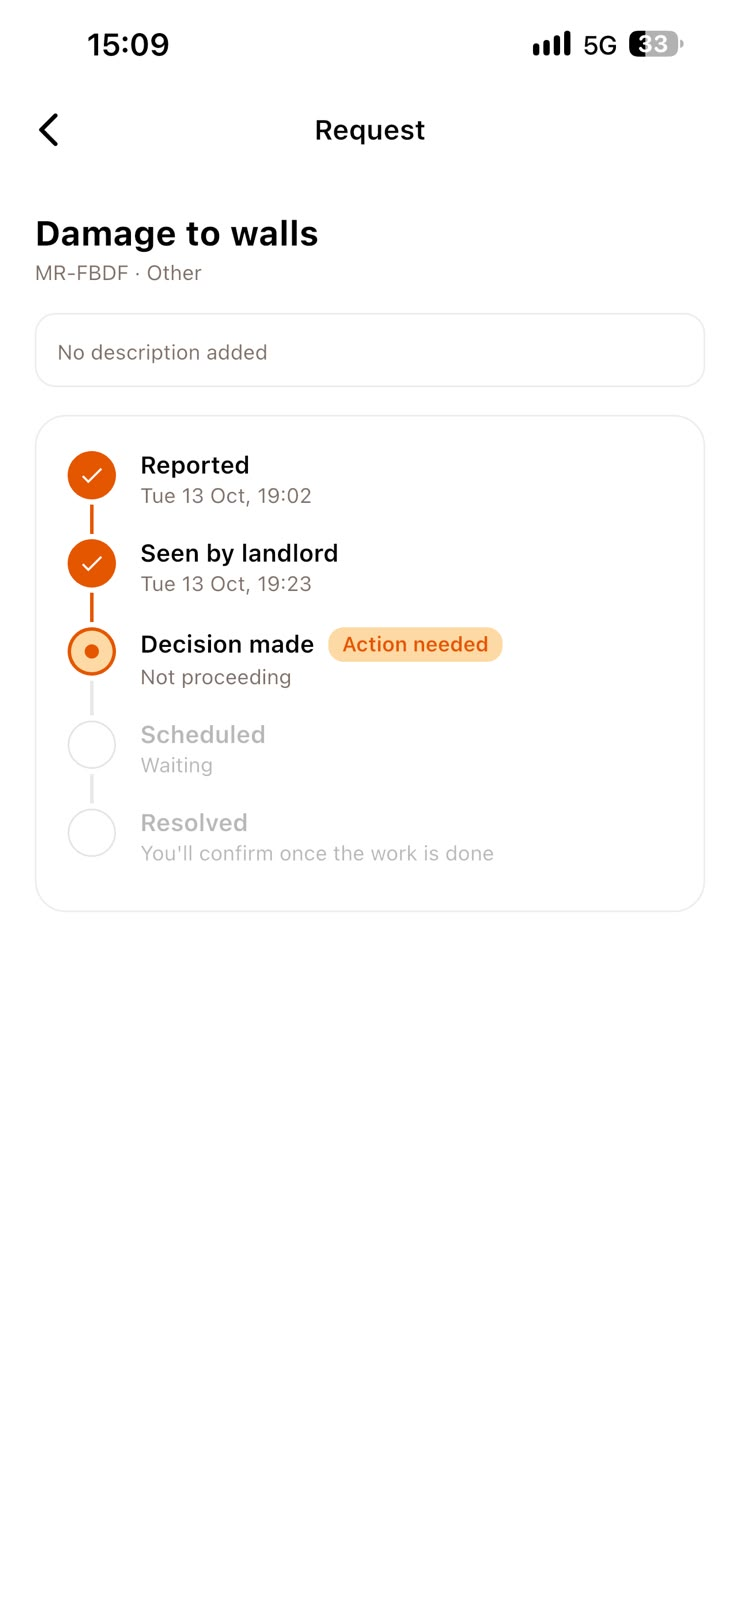 15:09
5G 33
Request
Damage to walls
MR-FBDF · Other
No description added
Reported
Tue 13 Oct, 19:02
Seen by landlord
Tue 13 Oct, 19:23
Decision made Action needed
Not proceeding
Scheduled
Waiting
Resolved
You'll confirm once the work is done